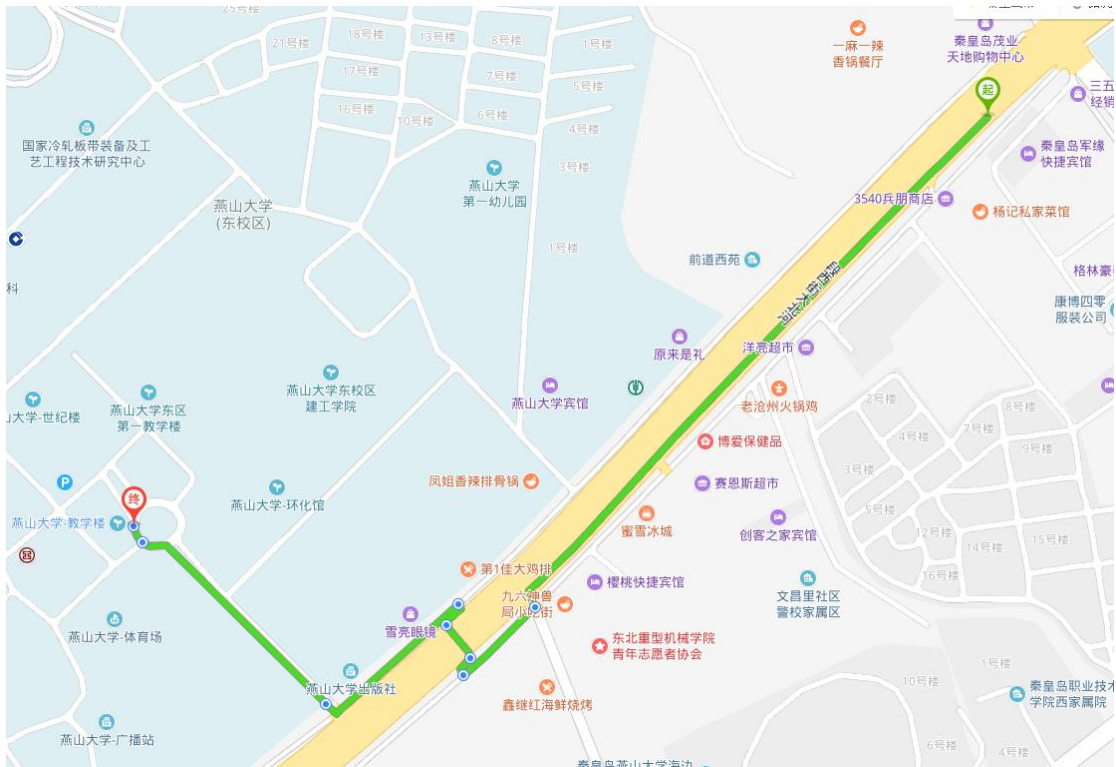 25号楼
21号楼
18号楼
13号楼
8号楼
1号楼
17号楼
7号楼
5号楼
16号楼
10号楼
6号楼
4号楼
3号楼
1号楼
一麻一辣
香锅餐厅
秦皇岛茂业
天地购物中心
起
三五
经销
国家冷轧板带装备及工
艺工程技术研究中心
燕山大学
(东校区)
燕山大学
第一幼儿园
秦皇岛军缘
快捷宾馆
3540兵朋商店
杨记私家菜馆
科
前道西苑
河北大街西段
格林豪
康博四零
服装公司
原来是礼
洋亮超市
燕山大学东校区
建工学院
燕山大学宾馆
山大学-世纪楼
燕山大学东区
第一教学楼
老沧州火锅鸡
2号楼
8号楼
7号楼
4号楼
9号楼
博爱保健品
3号楼
P
凤姐香辣排骨锅
赛恩斯超市
终
燕山大学-环化馆
5号楼
燕山大学-教学楼
蜜雪冰城
创客之家宾馆
12号楼
15号楼
14号楼
16号楼
第1佳大鸡排
樱桃快捷宾馆
九六神兽
局小吃街
文昌里社区
警校家属区
雪亮眼镜
燕山大学-体育场
东北重型机械学院
青年志愿者协会
燕山大学出版社
鑫继红海鲜烧烤
1号楼
10号楼
秦皇岛职业技术
学院西家属院
燕山大学-广播站
6号楼
4号楼
秦皇岛燕山大学海边